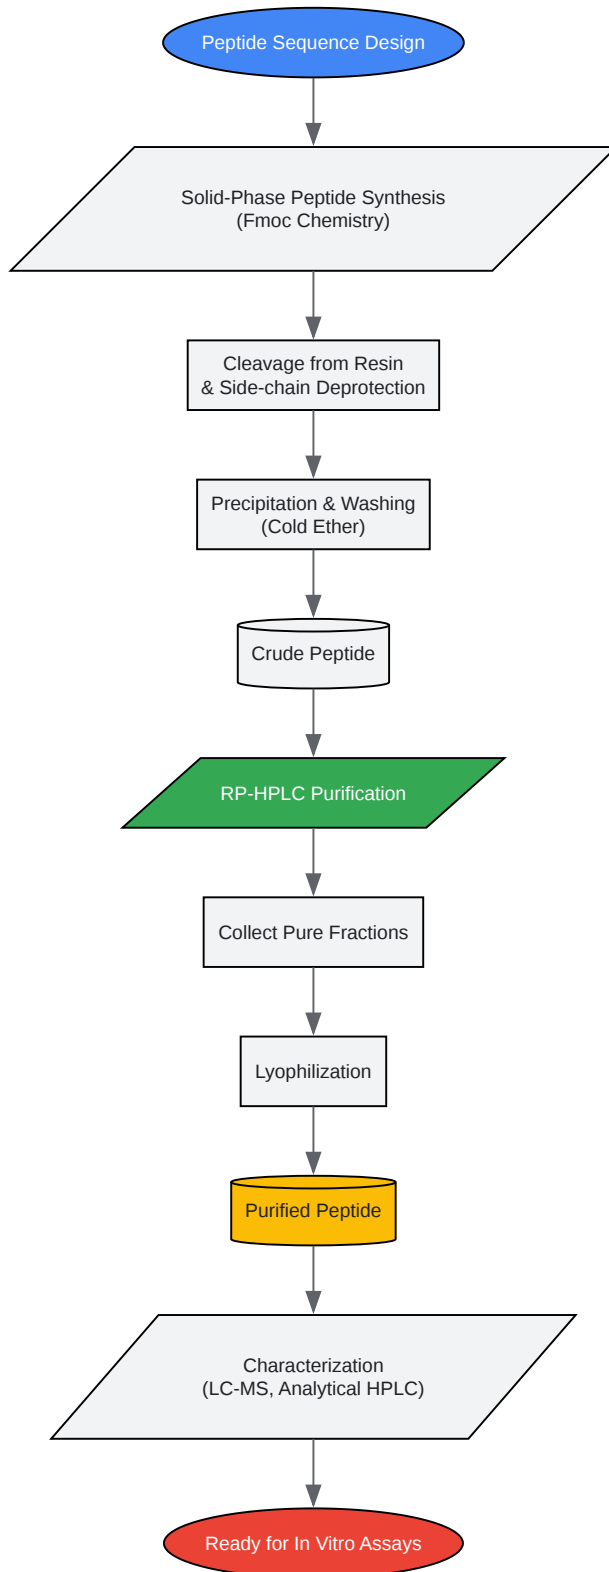 Peptide Sequence Design
Solid-Phase Peptide Synthesis
(Fmoc Chemistry)
Cleavage from Resin
& Side-chain Deprotection
Precipitation & Washing
(Cold Ether)
Crude Peptide
RP-HPLC Purification
Collect Pure Fractions
Lyophilization
Purified Peptide
Characterization
(LC-MS, Analytical HPLC)
Ready for In Vitro Assays